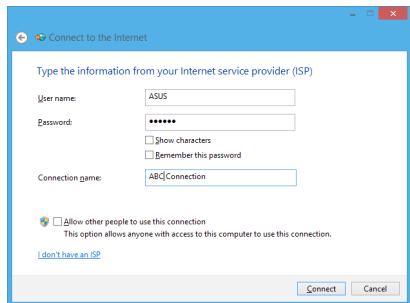 Connect to the Internet
Type the information from your Internet service provider (ISP)
User name: ASUS
Password: ••••••
Show characters
Remember this password
Connection name: ABC Connection
Allow other people to use this connection
This option allows anyone with access to this computer to use this connection.
I don't have an ISP
Connect Cancel